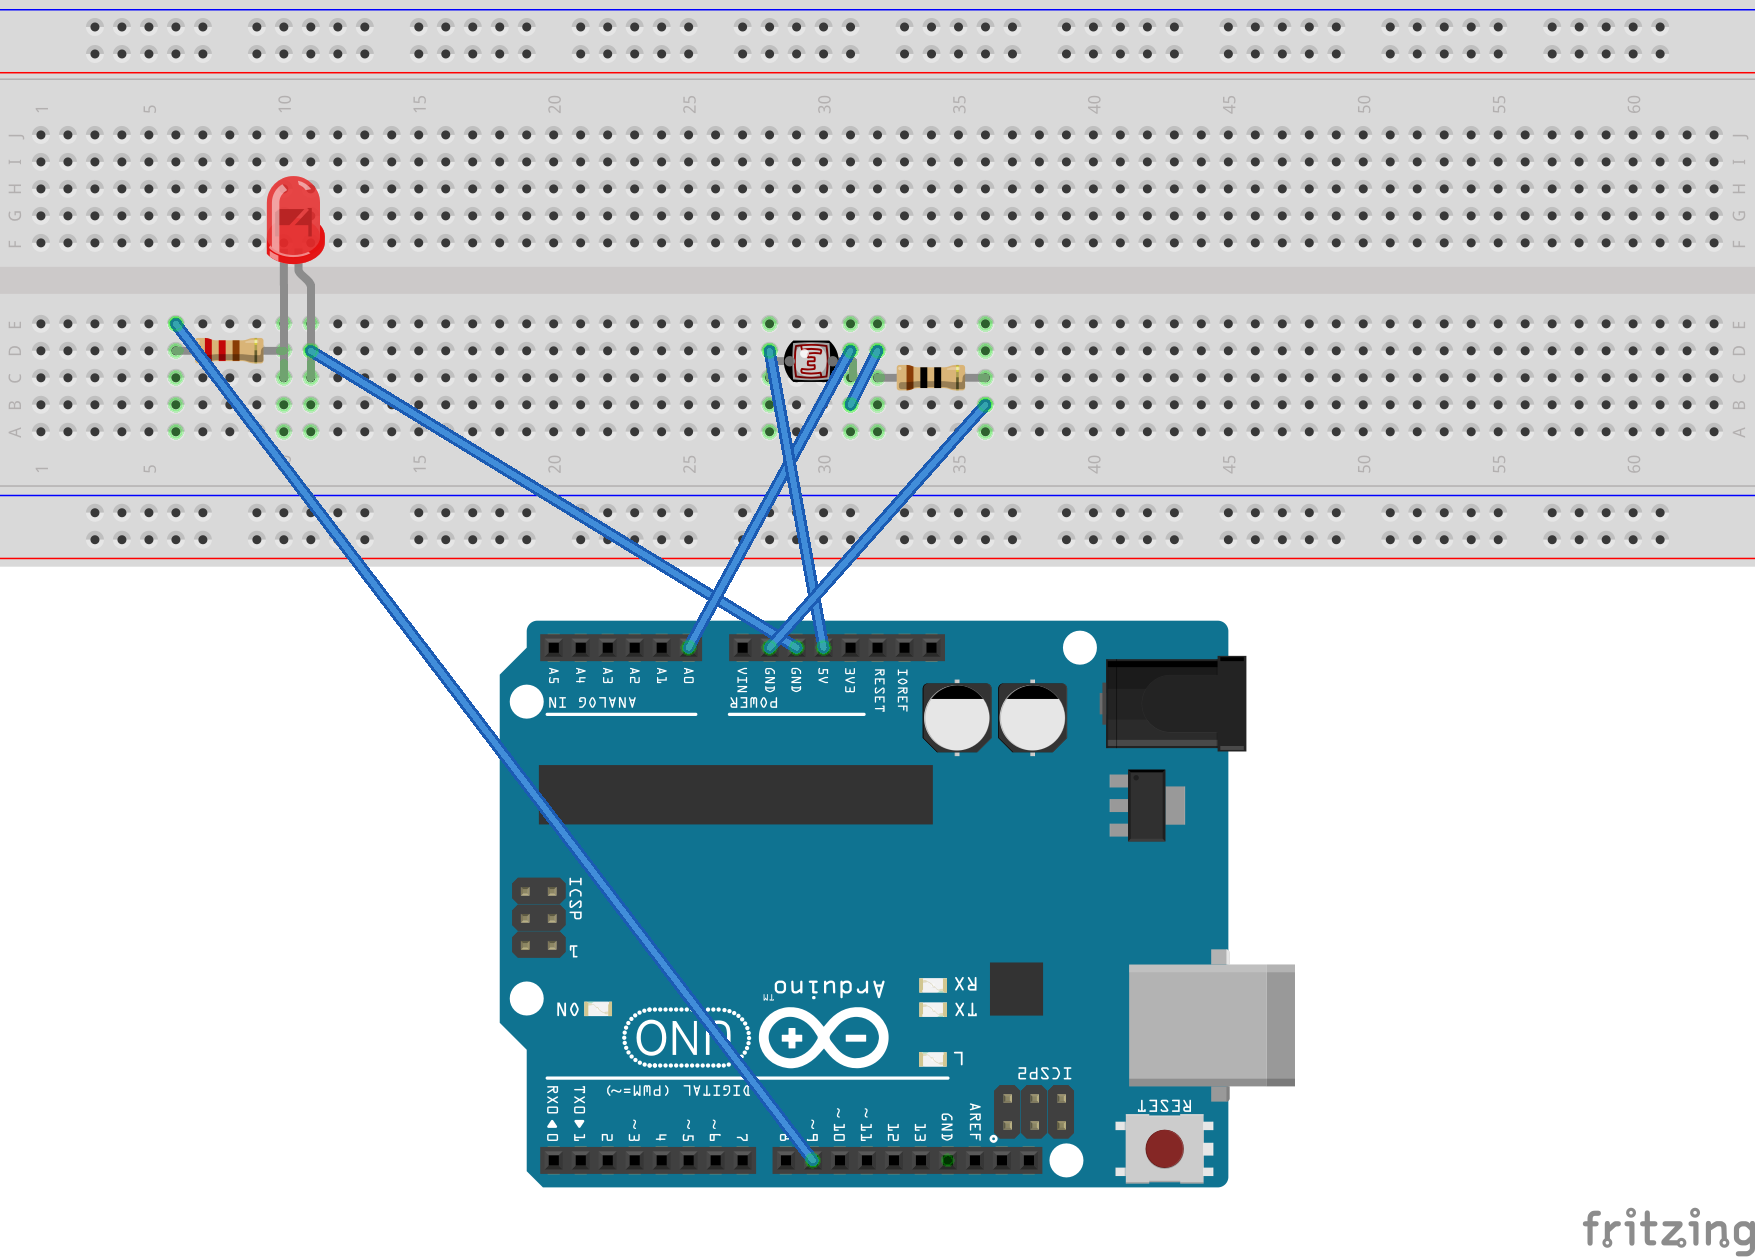 1 5 10 15 20 25 30 35 40 45 50 55 60
J J
I I
H H
G G
F F
E E
D D
C C
B B
A A
1 5 15 20 25 30 35 40 45 50 55 60
A5 A4 A3 A2 A1 A0 VIN GND GND 5V 3V3 RESET IOREF
ANALOG IN POWER
ICSP
1
Arduino
TM
RX
ON TX
UNO
L
ICSP2
DIGITAL (PWM=~)
RESET
RX0 0 TX0 1 2 ~3 4 ~5 ~6 7 8 ~9 ~10 ~11 12 13 GND AREF
fritzing